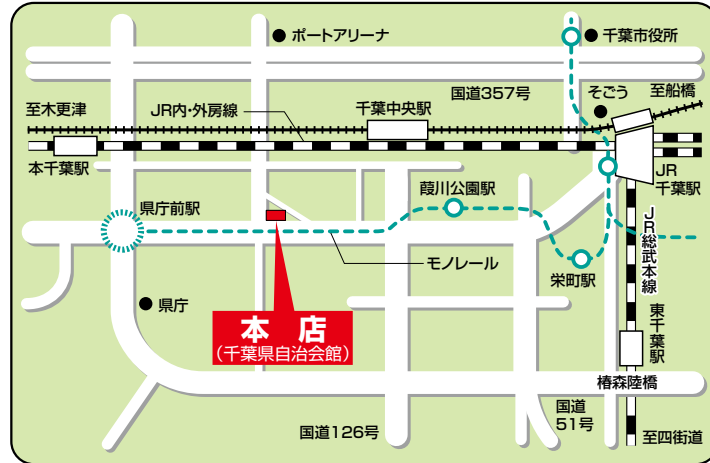 ポートアリーナ
千葉市役所
国道357号
そごう
至船橋
至木更津
JR内・外房線
千葉中央駅
本千葉駅
JR
千葉駅
県庁前駅
葭川公園駅
JR総武本線
モノレール
栄町駅
県庁
本　店
(千葉県自治会館)
東千葉駅
椿森陸橋
国道126号
国道
51号
至四街道